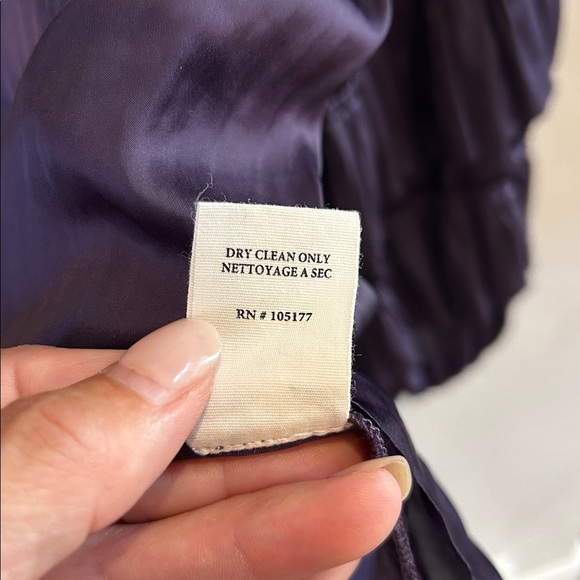 DRY CLEAN ONLY
NETTOYAGE A SEC
RN # 105177